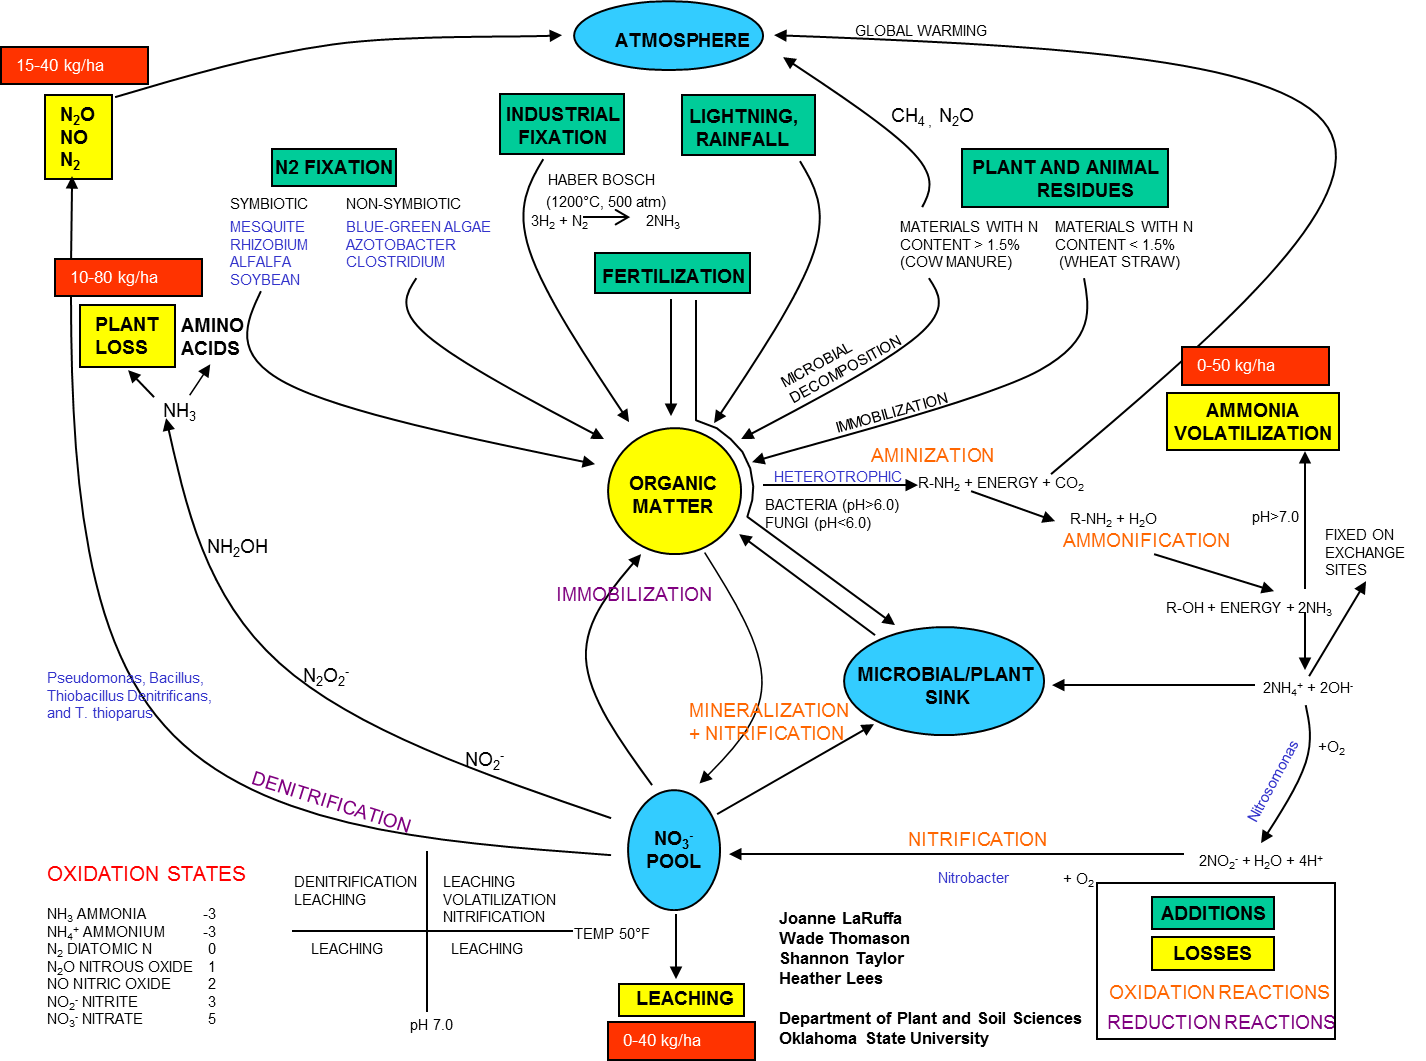 ATMOSPHERE
GLOBAL WARMING
15-40 kg/ha
N2O
NO
N2
INDUSTRIAL
FIXATION
LIGHTNING,
RAINFALL
CH4 , N2O
N2 FIXATION
PLANT AND ANIMAL
RESIDUES
HABER BOSCH
(1200°C, 500 atm)
3H2 + N2 2NH3
SYMBIOTIC
MESQUITE
RHIZOBIUM
ALFALFA
SOYBEAN
NON-SYMBIOTIC
BLUE-GREEN ALGAE
AZOTOBACTER
CLOSTRIDIUM
MATERIALS WITH N
CONTENT > 1.5%
(COW MANURE)
MATERIALS WITH N
CONTENT < 1.5%
(WHEAT STRAW)
FERTILIZATION
10-80 kg/ha
PLANT
LOSS
AMINO
ACIDS
NH3
MICROBIAL
DECOMPOSITION
IMMOBILIZATION
0-50 kg/ha
AMMONIA
VOLATILIZATION
ORGANIC
MATTER
AMINIZATION
HETEROTROPHIC
R-NH2 + ENERGY + CO2
BACTERIA (pH>6.0)
FUNGI (pH<6.0)
R-NH2 + H2O
AMMONIFICATION
pH>7.0
FIXED ON
EXCHANGE
SITES
NH2OH
IMMOBILIZATION
R-OH + ENERGY + 2NH3
N2O2-
Pseudomonas, Bacillus,
Thiobacillus Denitrificans,
and T. thioparus
MICROBIAL/PLANT
SINK
2NH4+ + 2OH-
MINERALIZATION
+ NITRIFICATION
NO2-
+O2
Nitrosomonas
DENITRIFICATION
NO3-
POOL
NITRIFICATION
2NO2- + H2O + 4H+
Nitrobacter + O2
OXIDATION STATES
NH3 AMMONIA -3
NH4+ AMMONIUM -3
N2 DIATOMIC N 0
N2O NITROUS OXIDE 1
NO NITRIC OXIDE 2
NO2- NITRITE 3
NO3- NITRATE 5
DENITRIFICATION
LEACHING
LEACHING
VOLATILIZATION
NITRIFICATION
TEMP 50°F
LEACHING
LEACHING
pH 7.0
LEACHING
0-40 kg/ha
Joanne LaRuffa
Wade Thomason
Shannon Taylor
Heather Lees
Department of Plant and Soil Sciences
Oklahoma State University
ADDITIONS
LOSSES
OXIDATION REACTIONS
REDUCTION REACTIONS